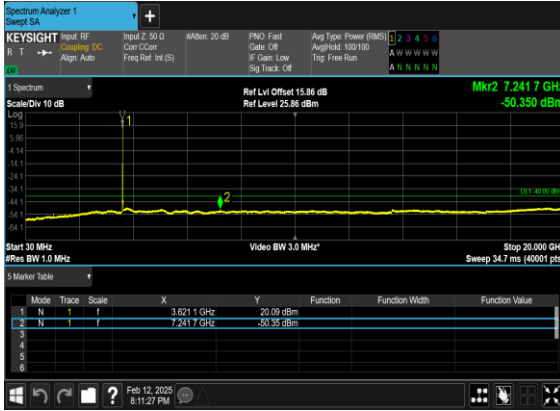 Spectrum Analyzer 1
Swept SA
+
KEYSIGHT Input: RF Input Z: 50 Ω #Atten: 20 dB PNO: Fast Avg Type: Power (RMS) 1 2 3 4 5 6
R T Coupling: DC Corr CCorr Gate: Off Avg|Hold: 100/100 A W W W W W
Align: Auto Freq Ref: Int (S) IF Gain: Low Trig: Free Run
Sig Track: Off A N N N N N
LXI
1 Spectrum
Ref Lvl Offset 15.86 dB Mkr2 7.241 7 GHz
Scale/Div 10 dB Ref Level 25.86 dBm -50.350 dBm
Log
15.9
5.86
-4.14
-14.1
-24.1
-34.1
-44.1
-54.1
-64.1
1
2
DL1 -40.00 dBm
Start 30 MHz Video BW 3.0 MHz* Stop 20.000 GHz
#Res BW 1.0 MHz Sweep 34.7 ms (40001 pts)
5 Marker Table
Mode Trace Scale X Y Function Function Width Function Value
1 N 1 f 3.621 1 GHz 20.09 dBm
2 N 1 f 7.241 7 GHz -50.35 dBm
3
4
5
6
? Feb 12, 2025
8:11:27 PM